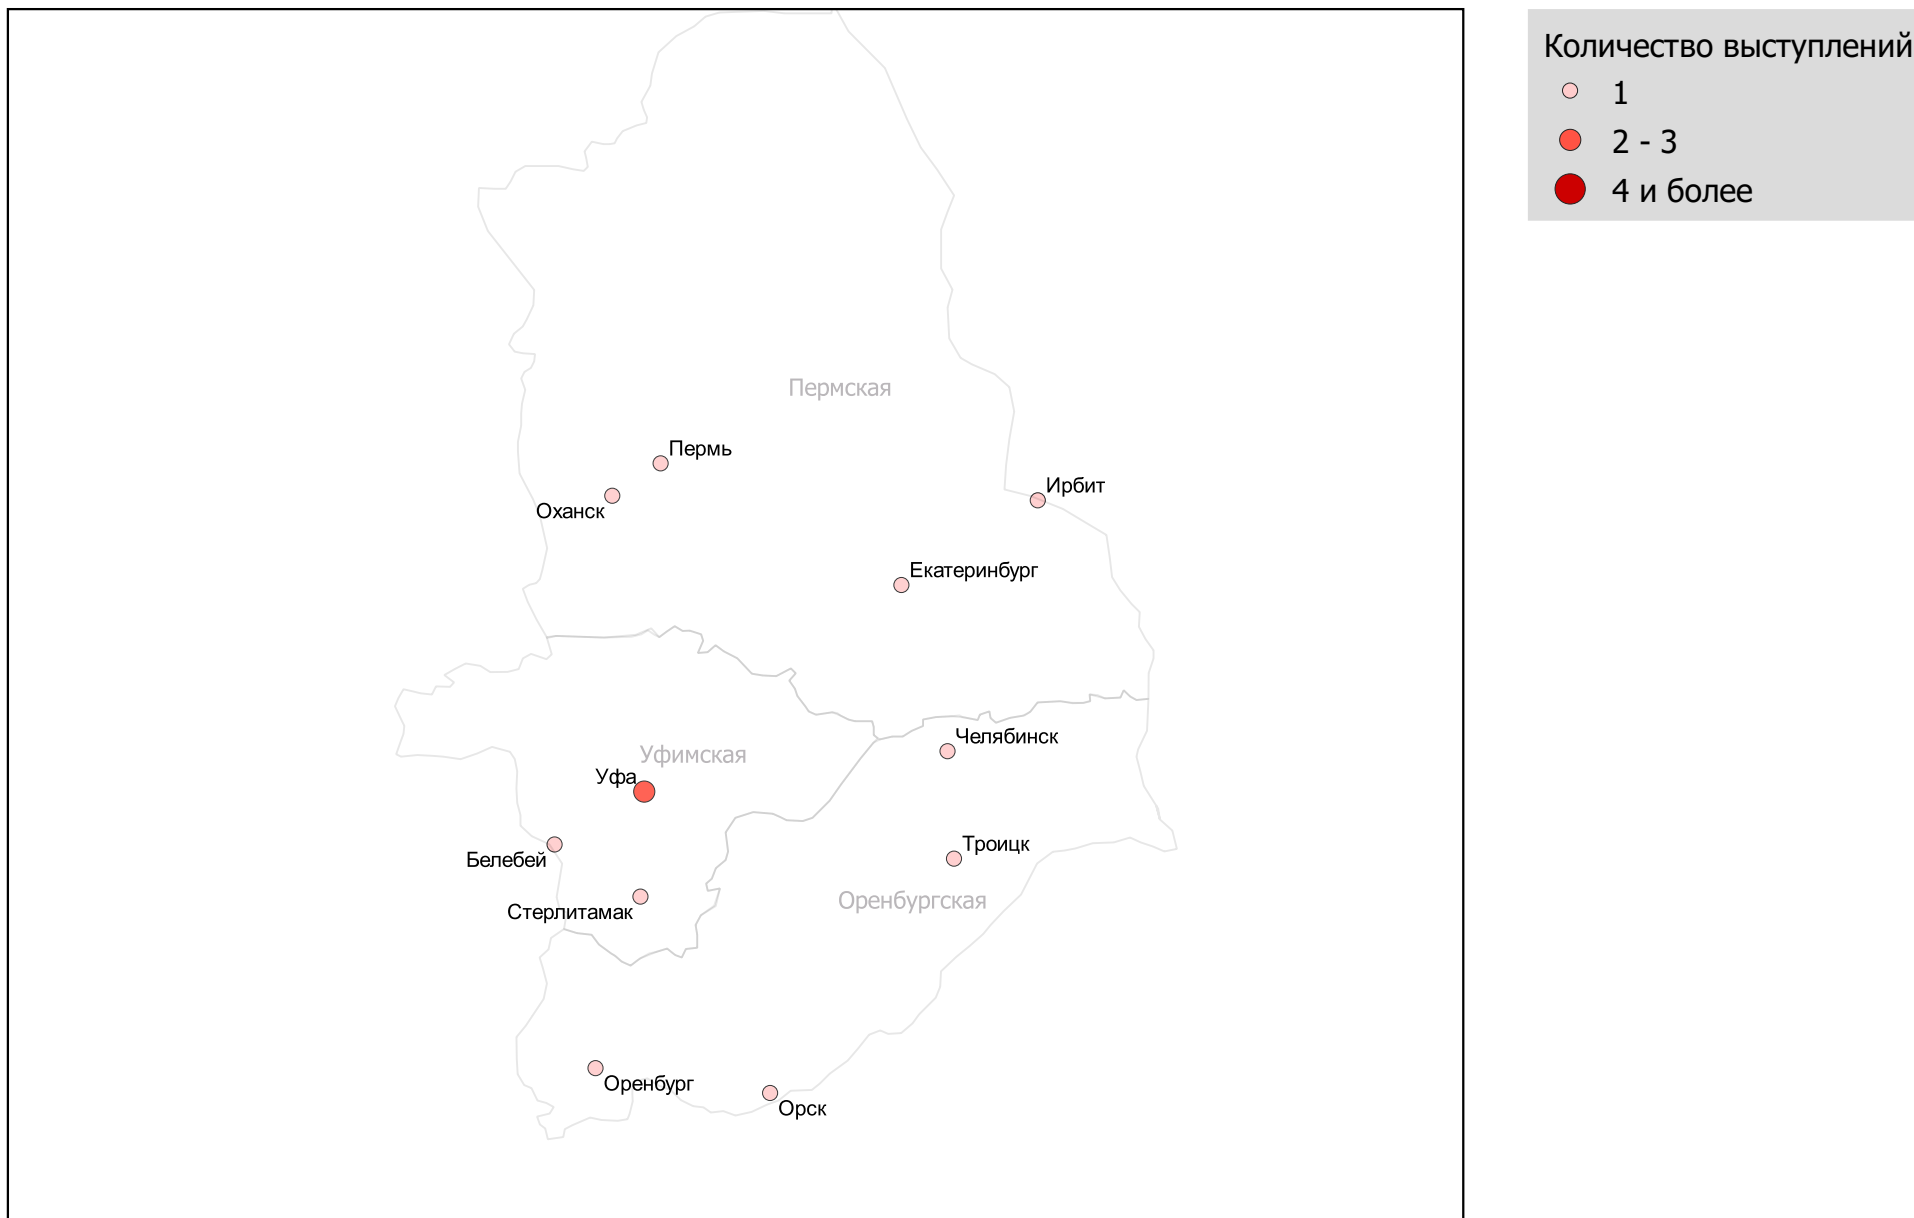 Количество выступлений
1
2 - 3
4 и более
Пермская
Пермь
Ирбит
Оханск
Екатеринбург
Челябинск
Уфимская
Уфа
Троицк
Белебей
Оренбургская
Стерлитамак
Оренбург
Орск